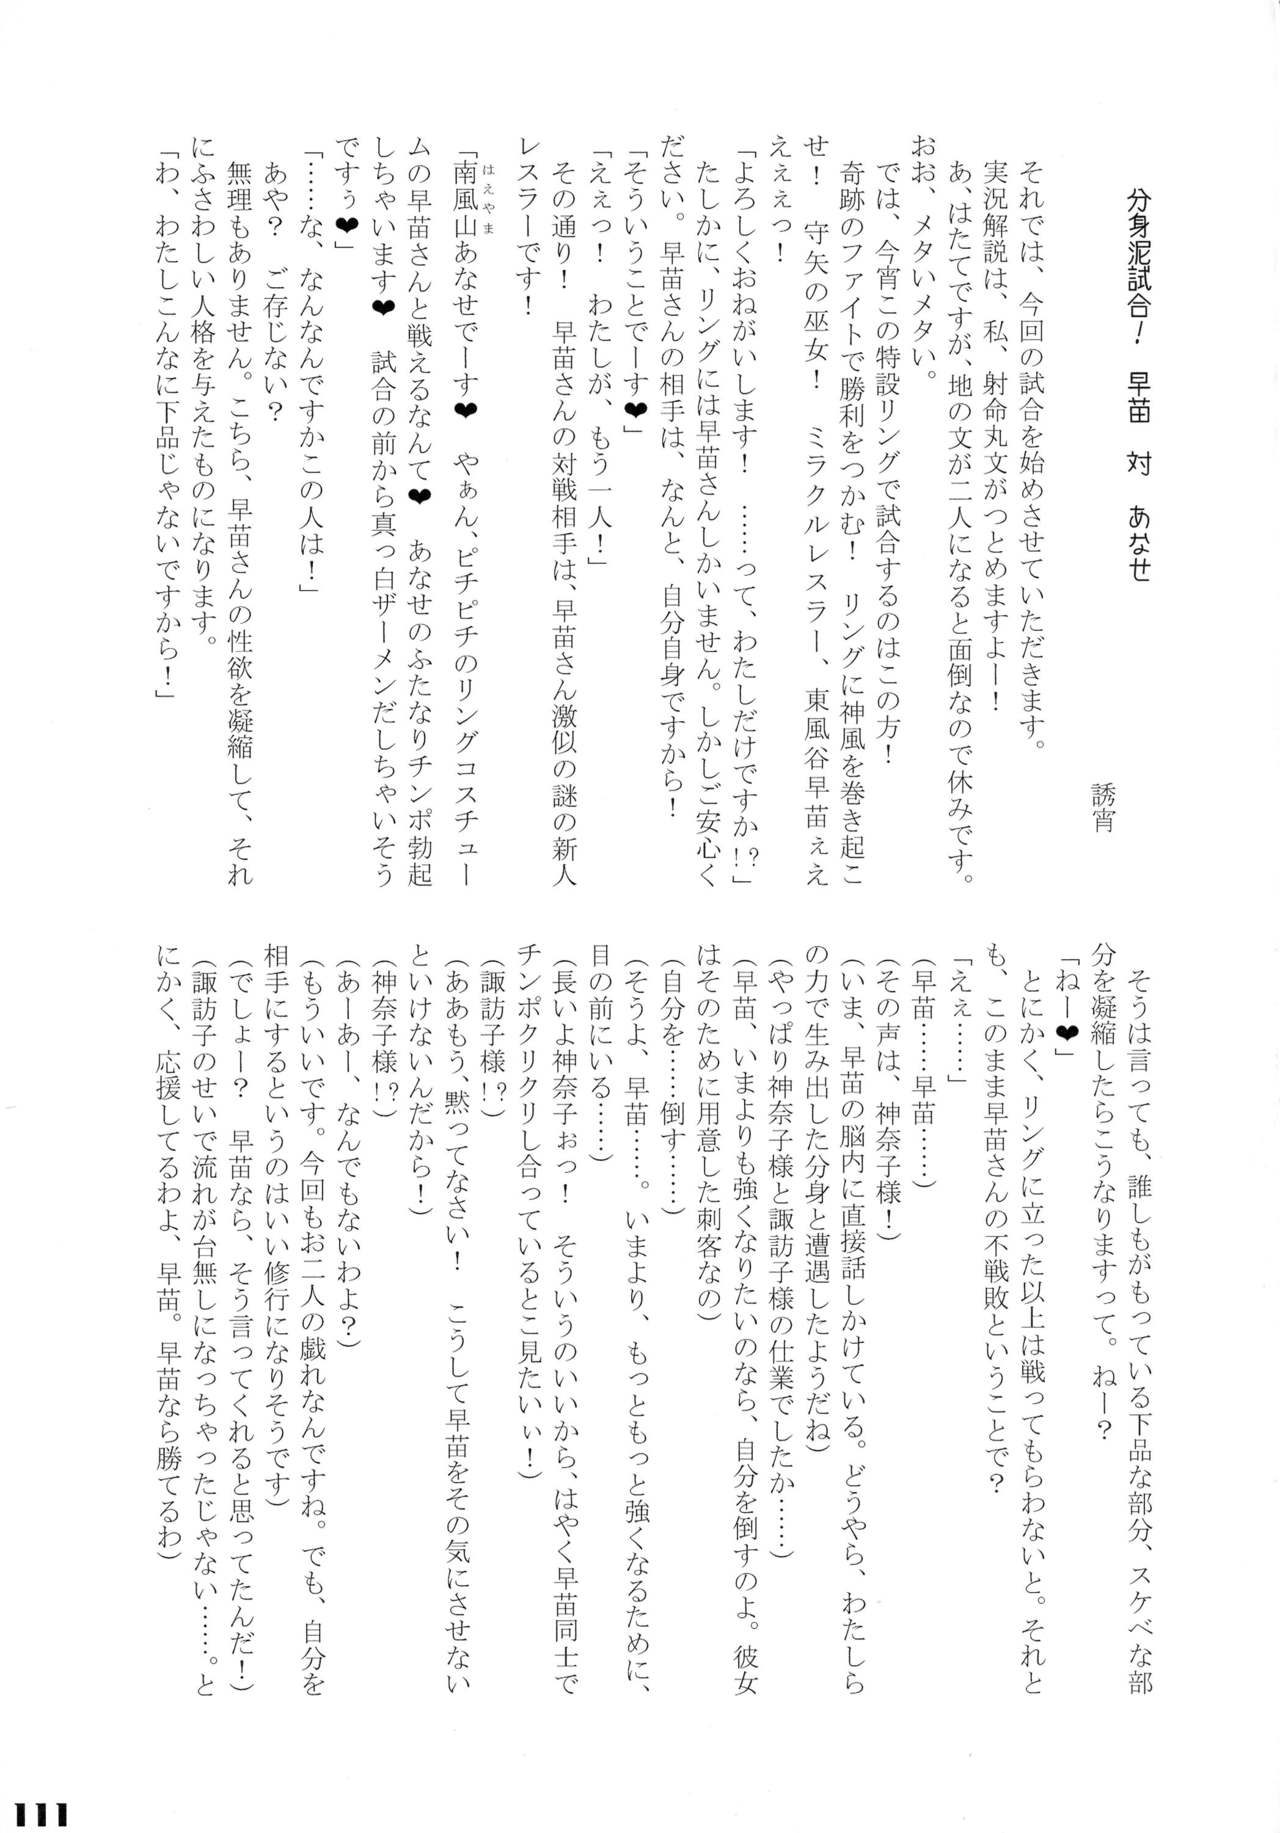 分身泥試合！　早苗　対　あなせ
誘宵
それでは、今回の試合を始めさせていただきます。
実況解説は、私、射命丸文がつとめますよー！
あ、はたてですが、地の文が二人になると面倒なので休みです。
おお、メタいメタい。
では、今宵この特設リングで試合するのはこの方！
奇跡のファイトで勝利をつかむ！　リングに神風を巻き起こ
せ！　守矢の巫女！　ミラクルレスラー、東風谷早苗ぇえ
えぇぇっ！
「よろしくおねがいします！　……って、わたしだけですか!?」
たしかに、リングには早苗さんしかいません。しかしご安心く
ださい。早苗さんの相手は、なんと、自分自身ですから！
「そういうことでーす❤」
「えぇっ！　わたしが、もう一人！」
その通り！　早苗さんの対戦相手は、早苗さん激似の謎の新人
レスラーです！
はえやま
「南風山あなせでーす❤　やぁん、ピチピチのリングコスチュー
ムの早苗さんと戦えるなんて❤　あなせのふたなりチンポ勃起
しちゃいます❤　試合の前から真っ白ザーメンだしちゃいそう
ですぅ❤」
「……な、なんなんですかこの人は！」
あや？　ご存じない？
無理もありません。こちら、早苗さんの性欲を凝縮して、それ
にふさわしい人格を与えたものになります。
「わ、わたしこんなに下品じゃないですから！」
そうは言っても、誰しもがもっている下品な部分、スケベな部
分を凝縮したらこうなりますって。ねー？
「ねー❤」
とにかく、リングに立った以上は戦ってもらわないと。それと
も、このまま早苗さんの不戦敗ということで？
「えぇ……」
（早苗……早苗……）
（その声は、神奈子様！）
（いま、早苗の脳内に直接話しかけている。どうやら、わたしら
の力で生み出した分身と遭遇したようだね）
（やっぱり神奈子様と諏訪子様の仕業でしたか……）
（早苗、いまよりも強くなりたいのなら、自分を倒すのよ。彼女
はそのために用意した刺客なの）
（自分を……倒す……）
（そうよ、早苗……。いまより、もっともっと強くなるために、
目の前にいる……）
（長いよ神奈子ぉっ！　そういうのいいから、はやく早苗同士で
チンポクリクリし合っているとこ見たいぃ！）
（諏訪子様!?）
（ああもう、黙ってなさい！　こうして早苗をその気にさせない
といけないんだから！）
（神奈子様!?）
（あーあー、なんでもないわよ？）
（もういいです。今回もお二人の戯れなんですね。でも、自分を
相手にするというのはいい修行になりそうです）
（でしょー？　早苗なら、そう言ってくれると思ってたんだ！）
（諏訪子のせいで流れが台無しになっちゃったじゃない……。と
にかく、応援してるわよ、早苗。早苗なら勝てるわ）
111